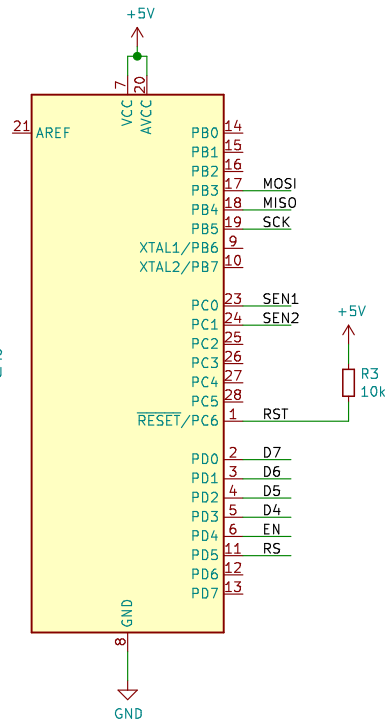 +5V
7
20
VCC
AVCC
21
AREF
PB0 14
PB1 15
PB2 16
PB3 17 MOSI
PB4 18 MISO
PB5 19 SCK
XTAL1/PB6 9
XTAL2/PB7 10
PC0 23 SEN1
PC1 24 SEN2
+5V
PC2 25
PC3 26
PC4 27
R3
PC5 28
10k
RESET/PC6 1 RST
PD0 2 D7
PD1 3 D6
PD2 4 D5
PD3 5 D4
PD4 6 EN
PD5 11 RS
PD6 12
PD7 13
GND
8
GND